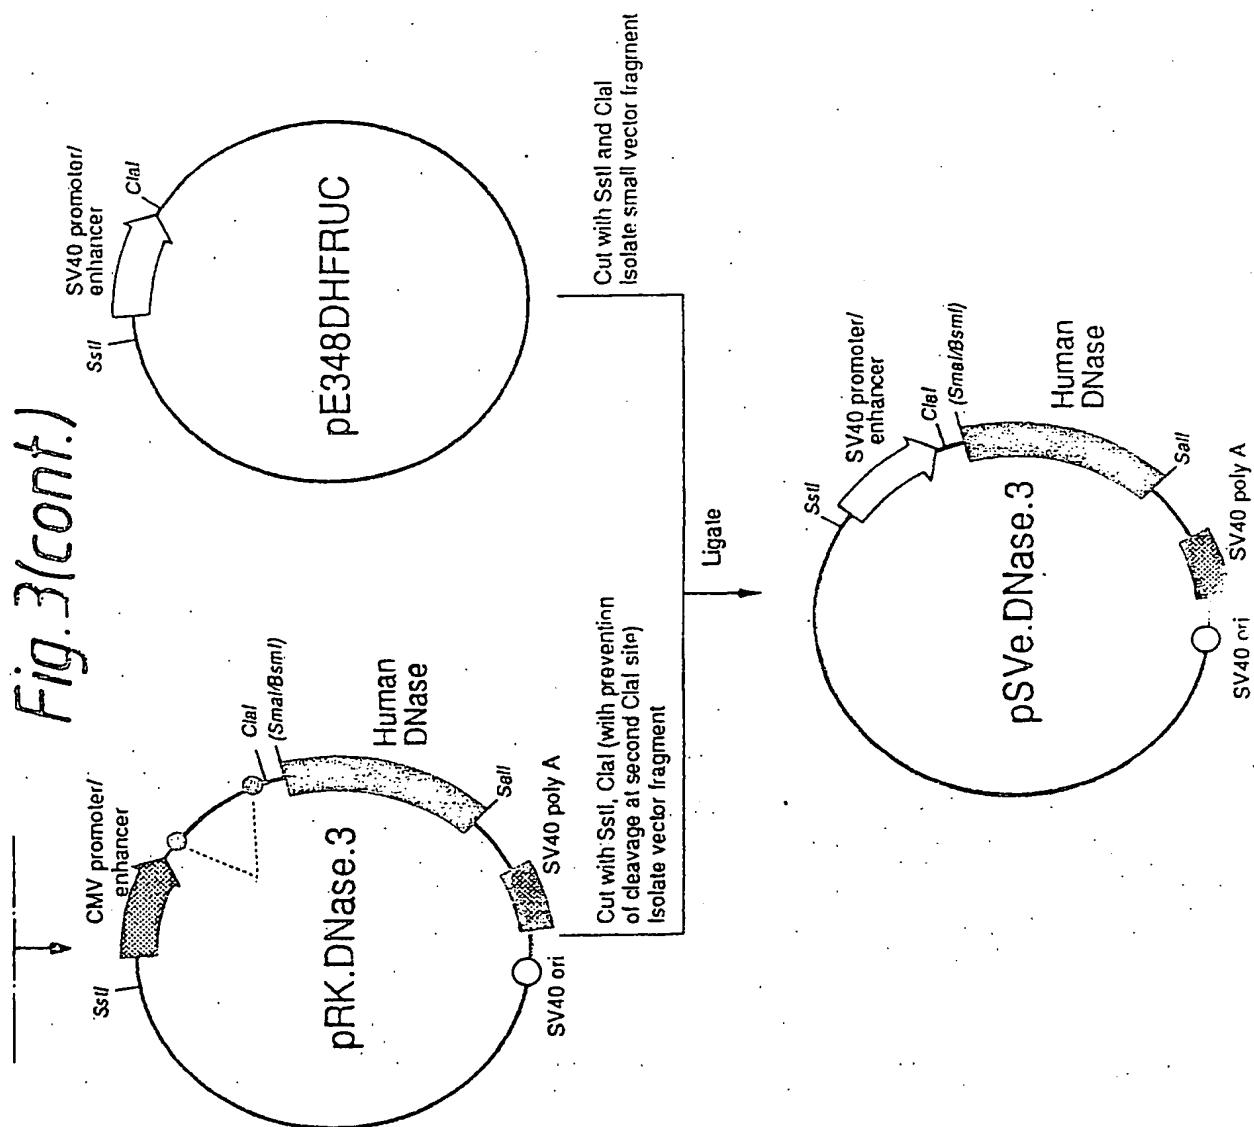 Fig.3(cont.)
SstI
CMV promoter/
enhancer
ClaI
(SmaI/BsmI)
Human
DNase
SalI
SV40 poly A
SV40 ori
pRK.DNase.3
SstI
SV40 promoter/
enhancer
ClaI
pE348DHFRUC
Cut with SstI, ClaI (with prevention
of cleavage at second ClaI site)
Isolate vector fragment
Cut with SstI and ClaI
Isolate small vector fragment
Ligate
SstI
SV40 promoter/
enhancer
ClaI
(SmaI/BsmI)
Human
DNase
SalI
SV40 poly A
SV40 ori
pSVe.DNase.3